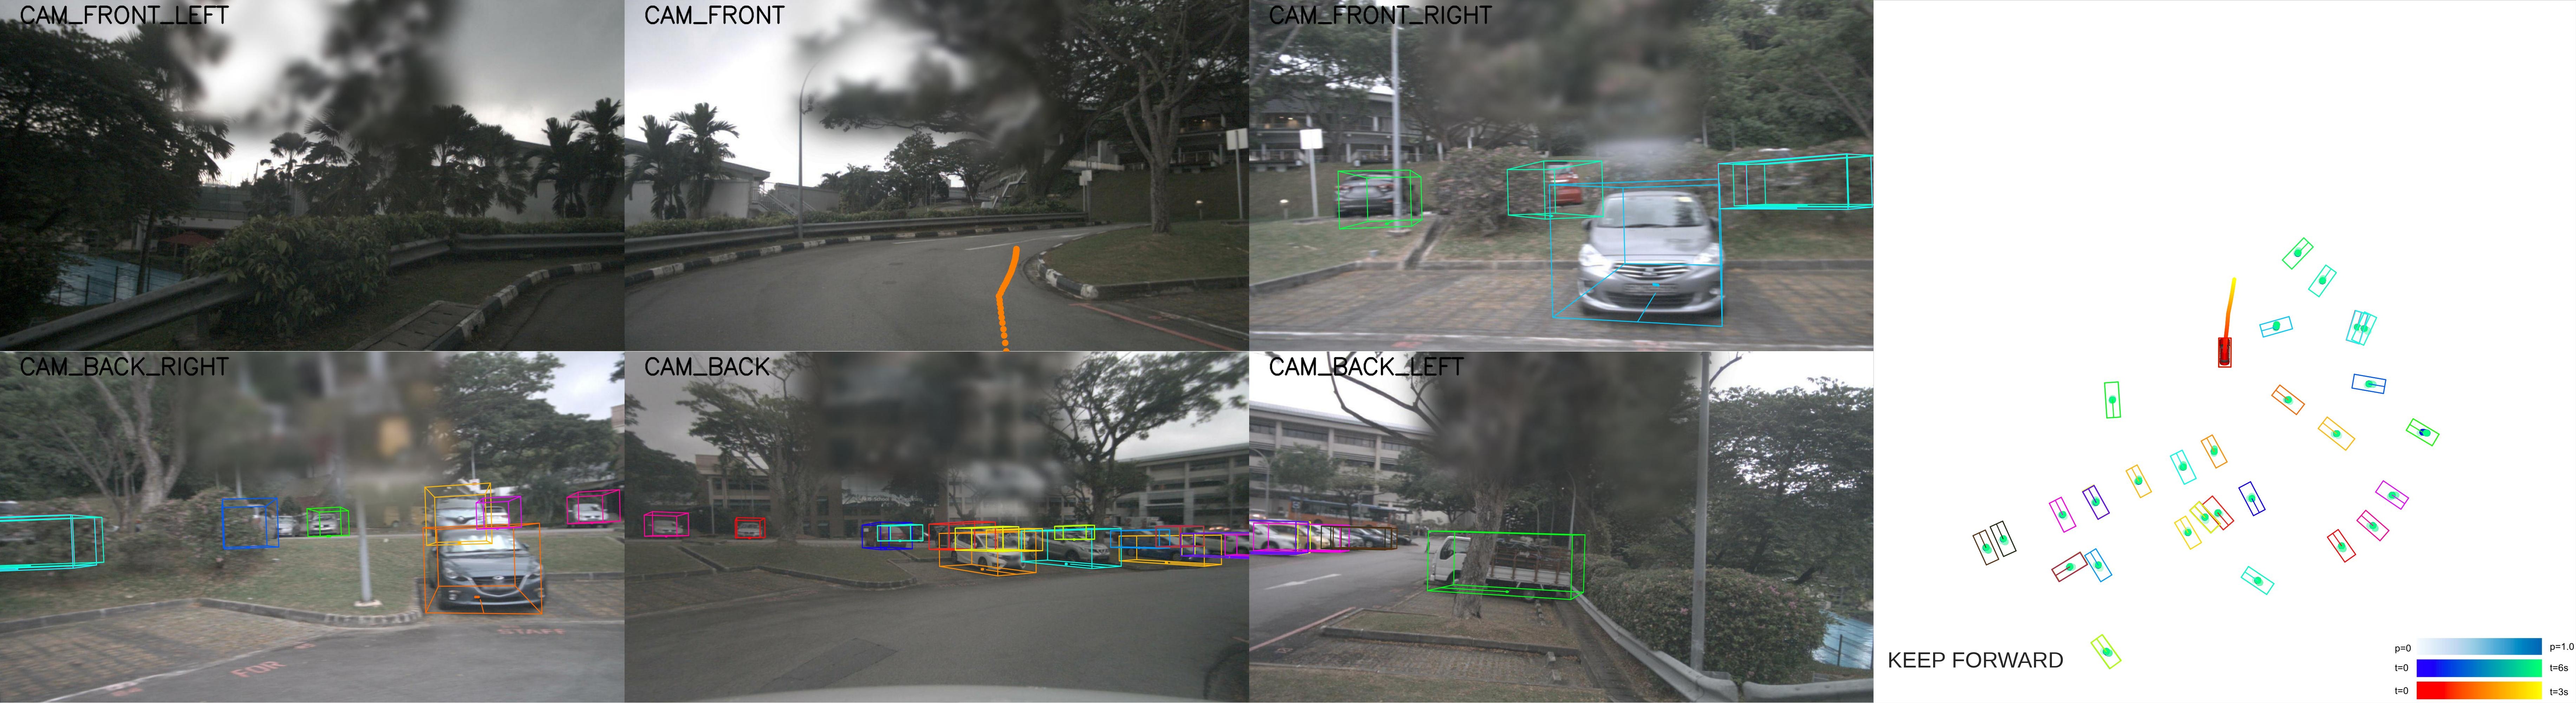 CAM_FRONT_LEFT
CAM_FRONT
CAM_FRONT_RIGHT
CAM_BACK_RIGHT
CAM_BACK
CAM_BACK_LEFT
FOR
STAFF
KEEP FORWARD
p=0
p=1.0
t=0
t=6s
t=0
t=3s